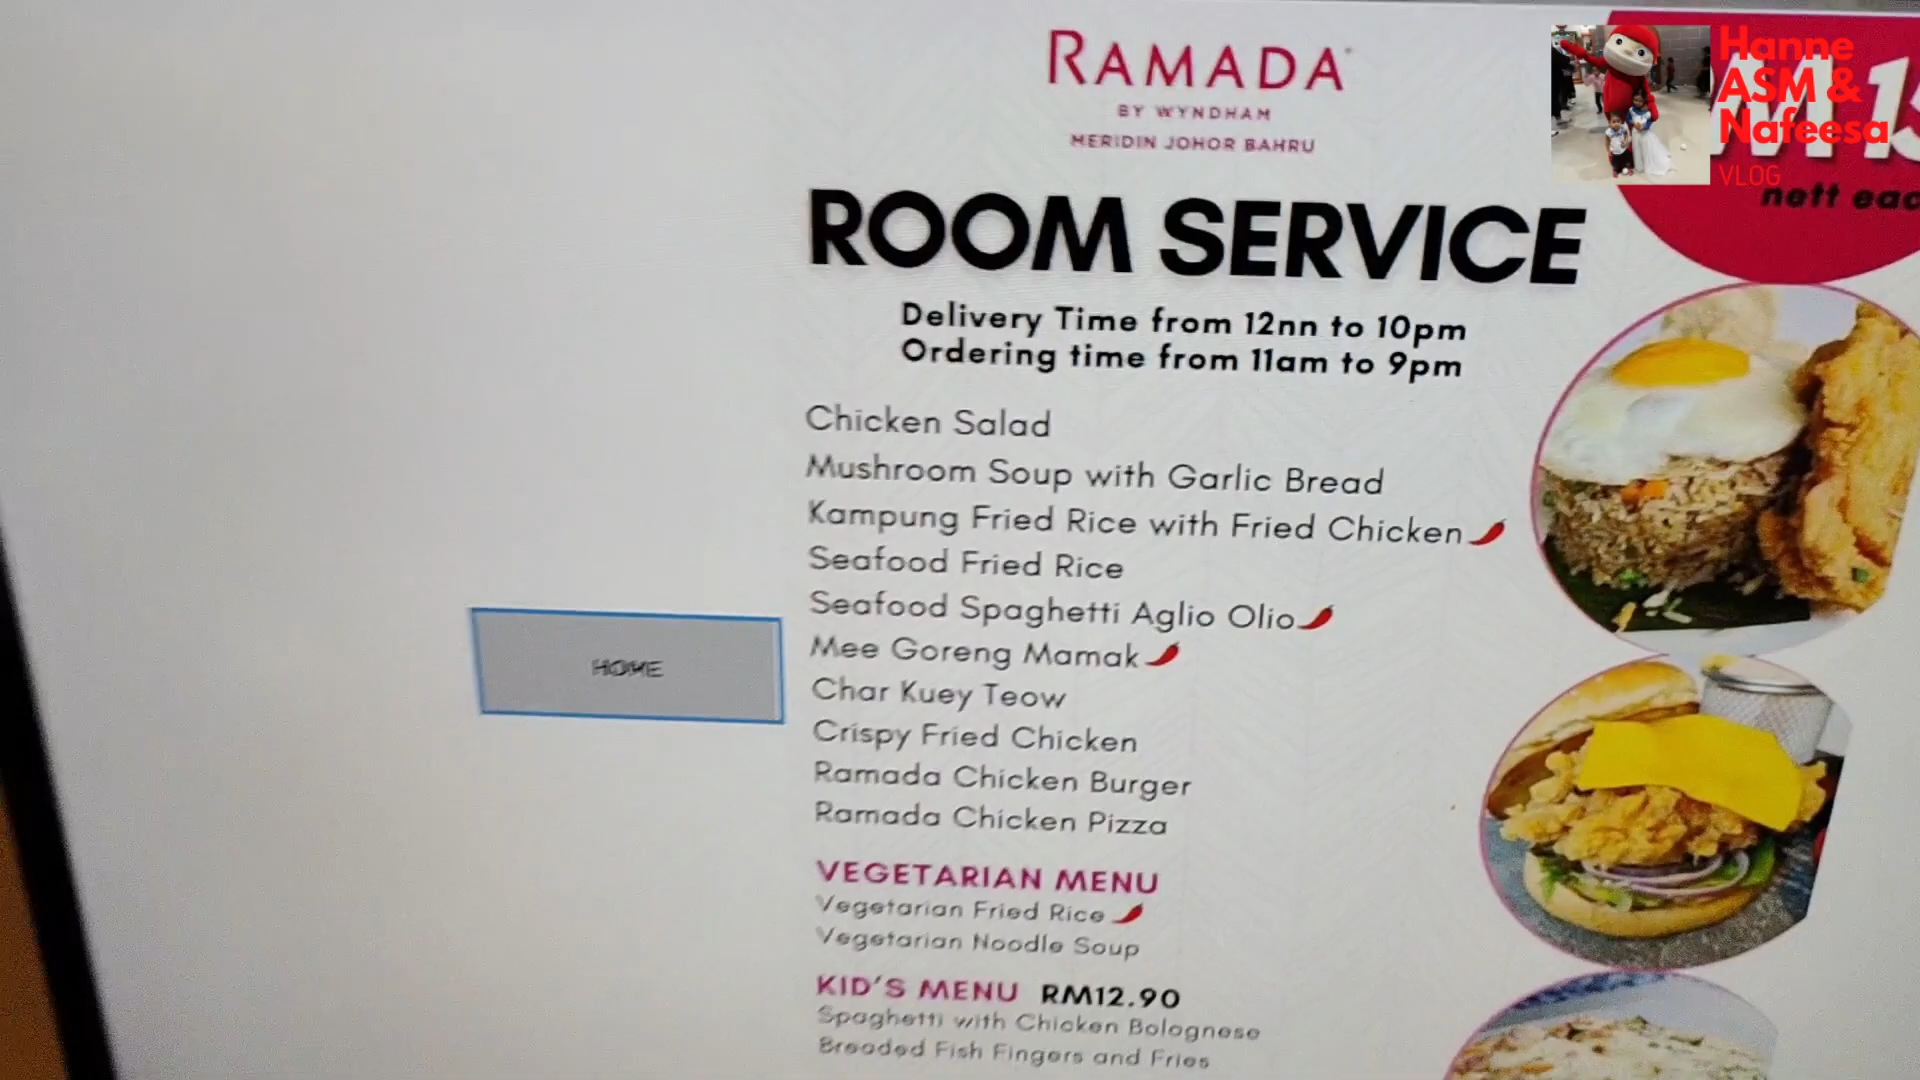 RAMADA
BY WYNDHAM
MERIDIN JOHOR BAHRU
Hanne
ASM &
Nafeesa
VLOG
nett eac
ROOM SERVICE
Delivery Time from 12nn to 10pm
Ordering time from 11am to 9pm
Chicken Salad
Mushroom Soup with Garlic Bread
Kampung Fried Rice with Fried Chicken
Seafood Fried Rice
Seafood Spaghetti Aglio Olio
Mee Goreng Mamak
HOME
Char Kuey Teow
Crispy Fried Chicken
Ramada Chicken Burger
Ramada Chicken Pizza
VEGETARIAN MENU
Vegetarian Fried Rice
Vegetarian Noodle Soup
KID'S MENU RM12.90
Spaghetti with Chicken Bolognese
Breaded Fish Fingers and Fries